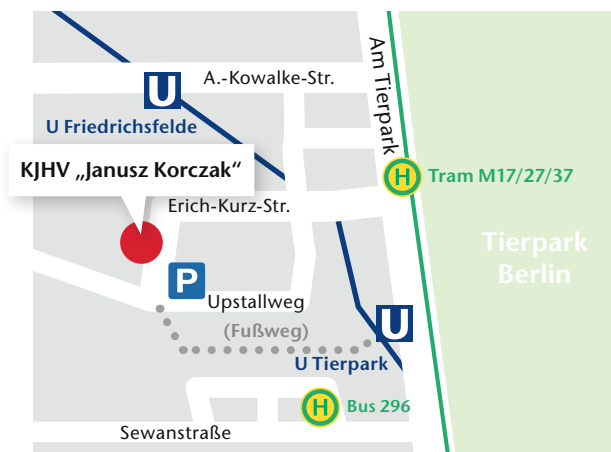 A.-Kowalke-Str.
Am Tierpark
U
U Friedrichsfelde
KJHV „Janusz Korczak“
H
Tram M17/27/37
Erich-Kurz-Str.
Tierpark
Berlin
P
Upstallweg
(Fußweg)
U
U Tierpark
H
Bus 296
Sewanstraße